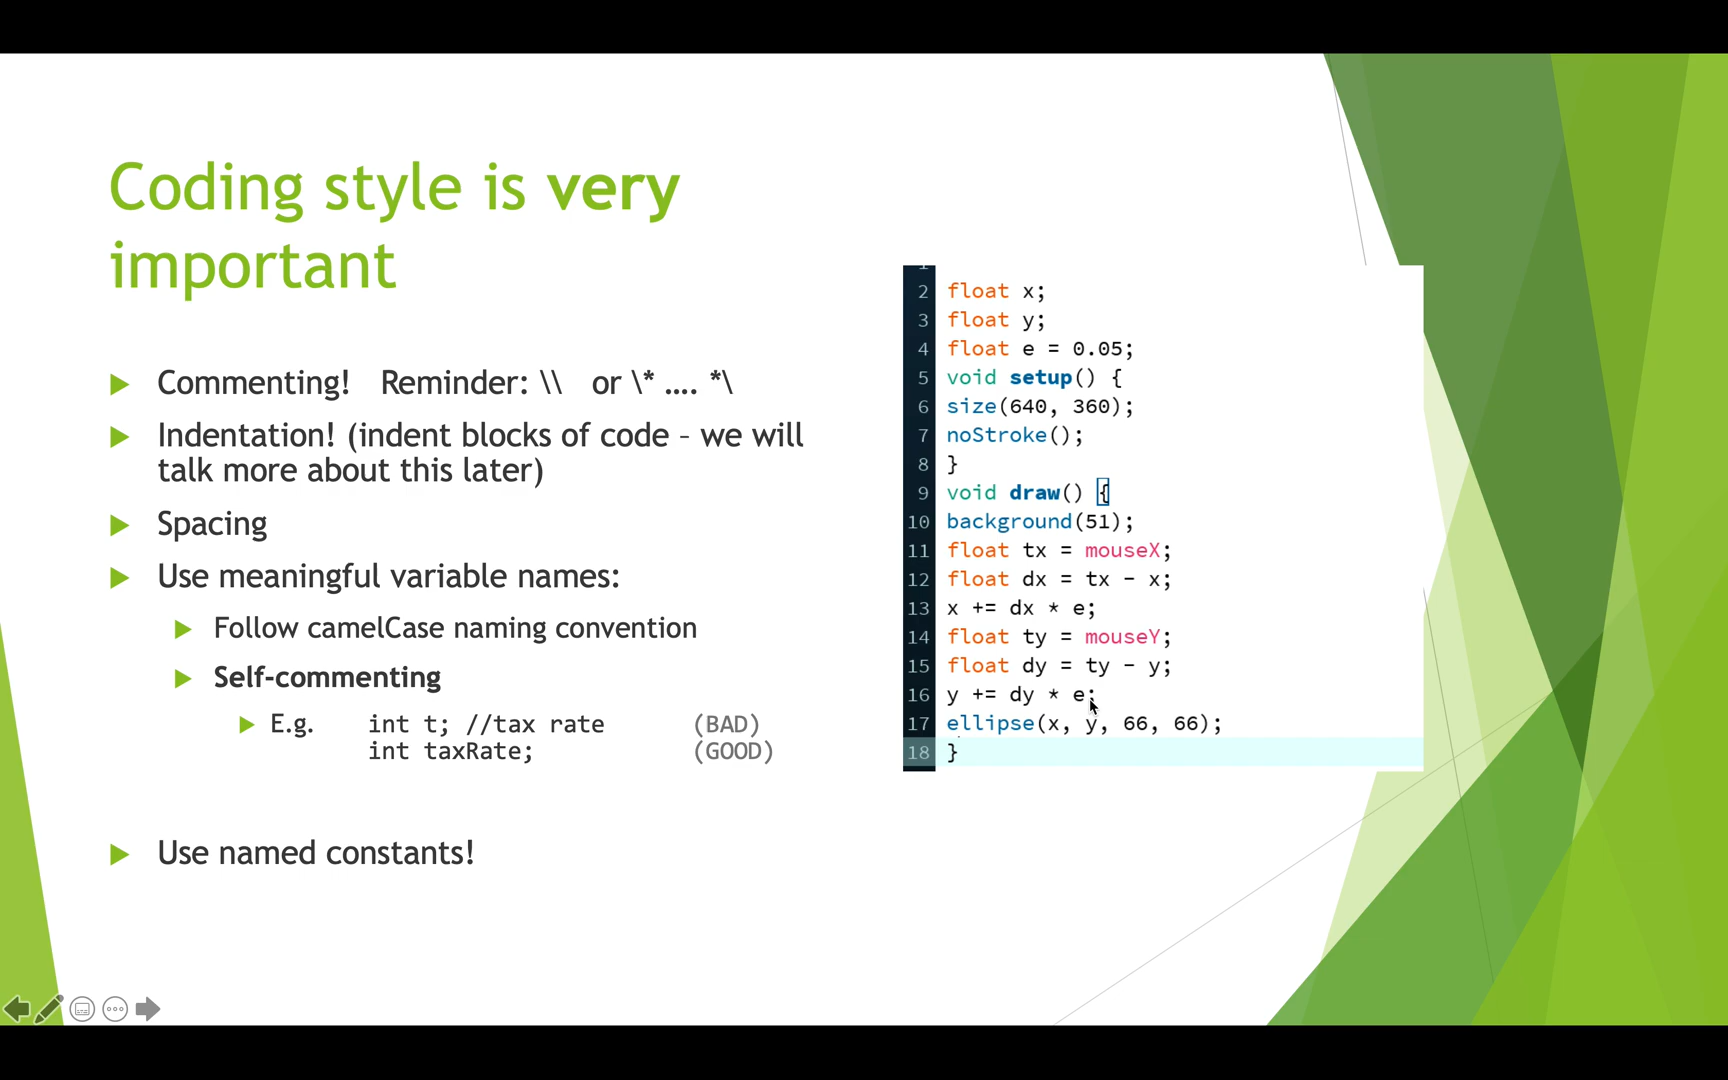 Coding style is very
important
Commenting! Reminder: \\ or \* .... *\
Indentation! (indent blocks of code – we will
talk more about this later)
Spacing
Use meaningful variable names:
Follow camelCase naming convention
Self-commenting
E.g. int t; //tax rate (BAD)
int taxRate; (GOOD)
Use named constants!
2 float x;
3 float y;
4 float e = 0.05;
5 void setup() {
6 size(640, 360);
7 noStroke();
8 }
9 void draw() {
10 background(51);
11 float tx = mouseX;
12 float dx = tx - x;
13 x += dx * e;
14 float ty = mouseY;
15 float dy = ty - y;
16 y += dy * e;
17 ellipse(x, y, 66, 66);
18 }